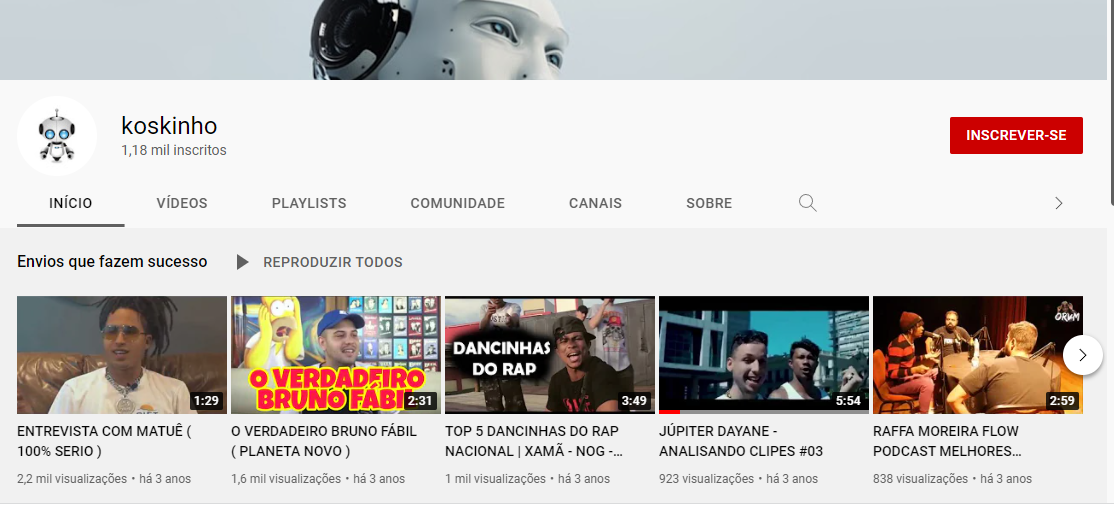 koskinho
1,18 mil inscritos
INSCREVER-SE
INÍCIO
VÍDEOS
PLAYLISTS
COMUNIDADE
CANAIS
SOBRE
Envios que fazem sucesso
REPRODUZIR TODOS
1:29
O VERDADEIRO
BRUNO FÁBI
2:31
DANCINHAS
DO RAP
3:49
5:54
ORUM
2:59
ENTREVISTA COM MATUÊ (
100% SERIO )
2,2 mil visualizações • há 3 anos
O VERDADEIRO BRUNO FÁBIL
( PLANETA NOVO )
1,6 mil visualizações • há 3 anos
TOP 5 DANCINHAS DO RAP
NACIONAL | XAMÃ - NOG -...
1 mil visualizações • há 3 anos
JÚPITER DAYANE -
ANALISANDO CLIPES #03
923 visualizações • há 3 anos
RAFFA MOREIRA FLOW
PODCAST MELHORES...
838 visualizações • há 3 anos